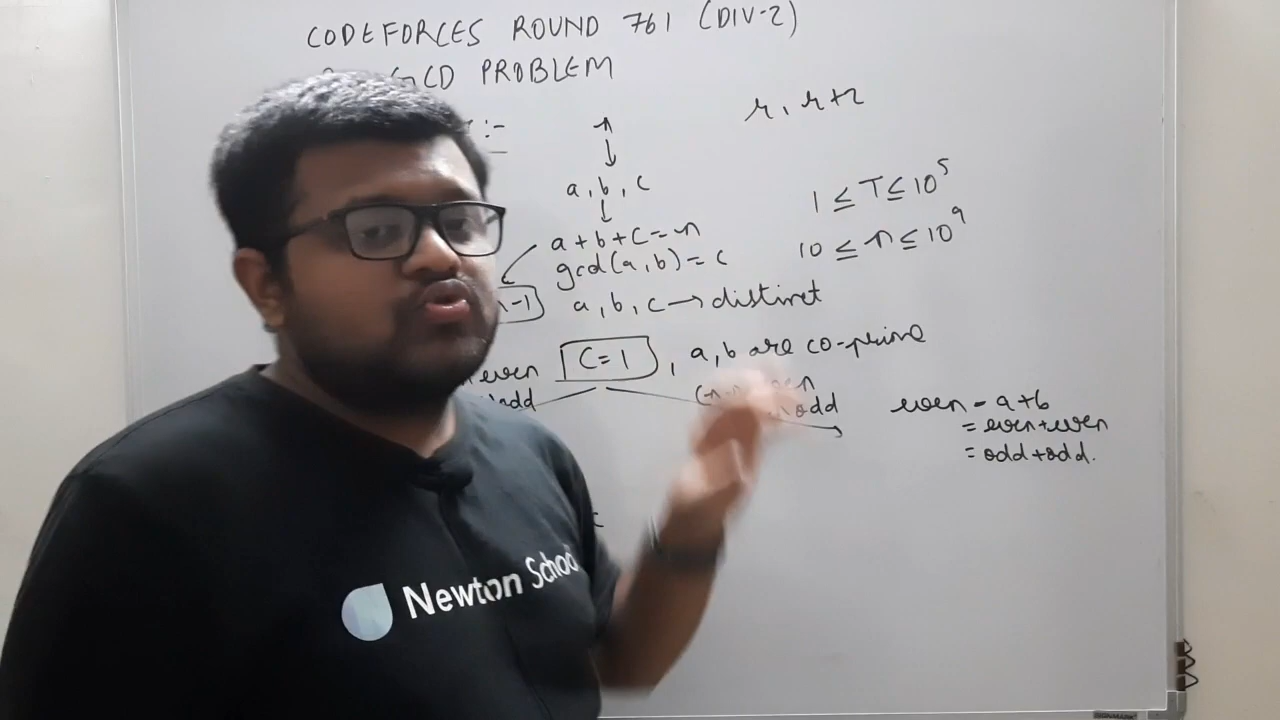 CODEFORCES ROUND 761 (DIV-2)
GCD PROBLEM
:-
n
r, r+2
↓
a, b, c
1 ≤ T ≤ 10^5
↓
a+b+c=n
10 ≤ n ≤ 10^9
gcd(a,b)=c
-1
a, b, c → distinct
even
C=1
, a, b are co-prime
odd
odd
even = a+b
= even+even
= odd+odd.
Newton School